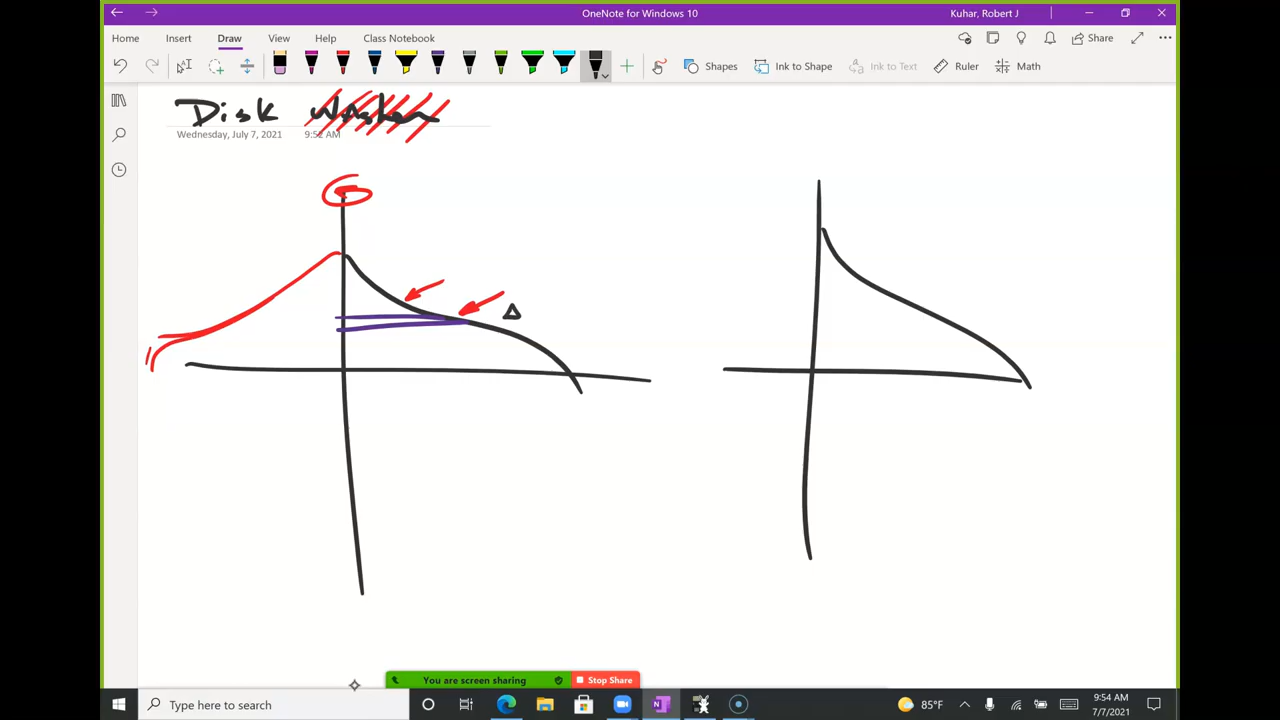 OneNote for Windows 10
Kuhar, Robert J
Home Insert Draw View Help Class Notebook
Share
Shapes Ink to Shape Ink to Text Ruler Math
Disk Washer
Wednesday, July 7, 2021 9:52 AM
Δ
You are screen sharing Stop Share
Type here to search
85°F
9:54 AM
7/7/2021